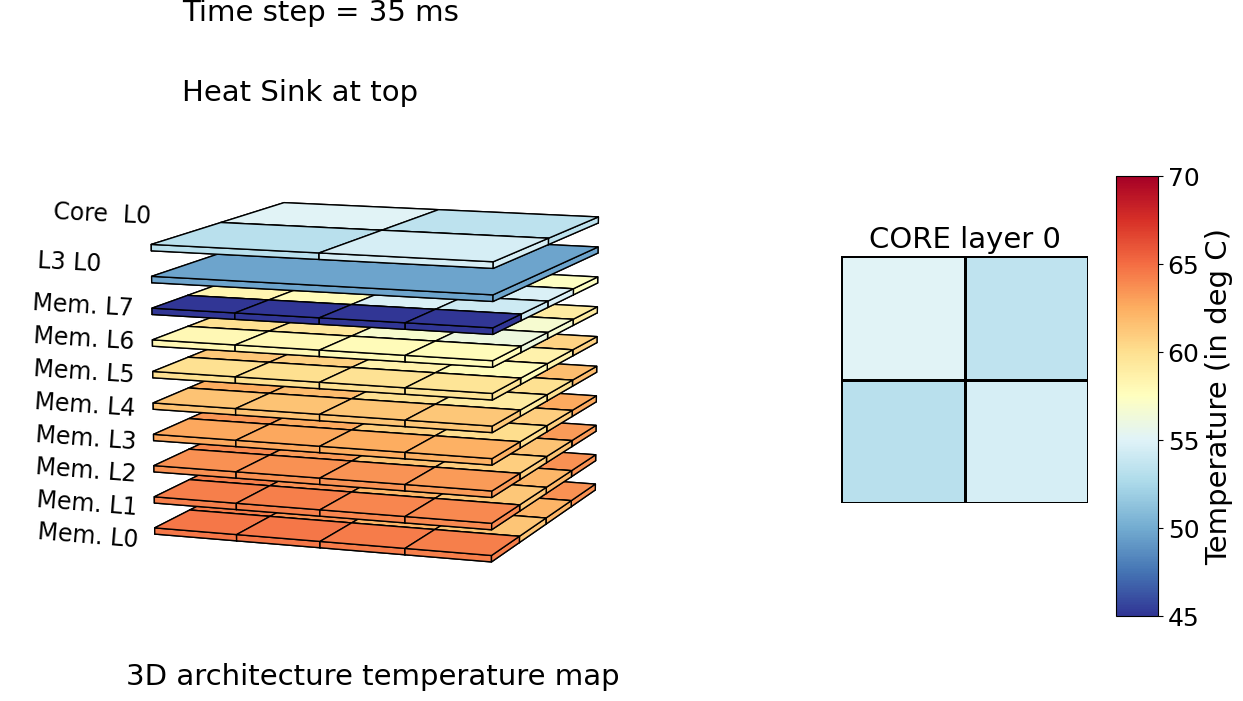 Time step = 35 ms
Heat Sink at top
Core L0
L3 L0
Mem. L7
Mem. L6
Mem. L5
Mem. L4
Mem. L3
Mem. L2
Mem. L1
Mem. L0
3D architecture temperature map
CORE layer 0
70
65
60
55
50
45
Temperature (in deg C)